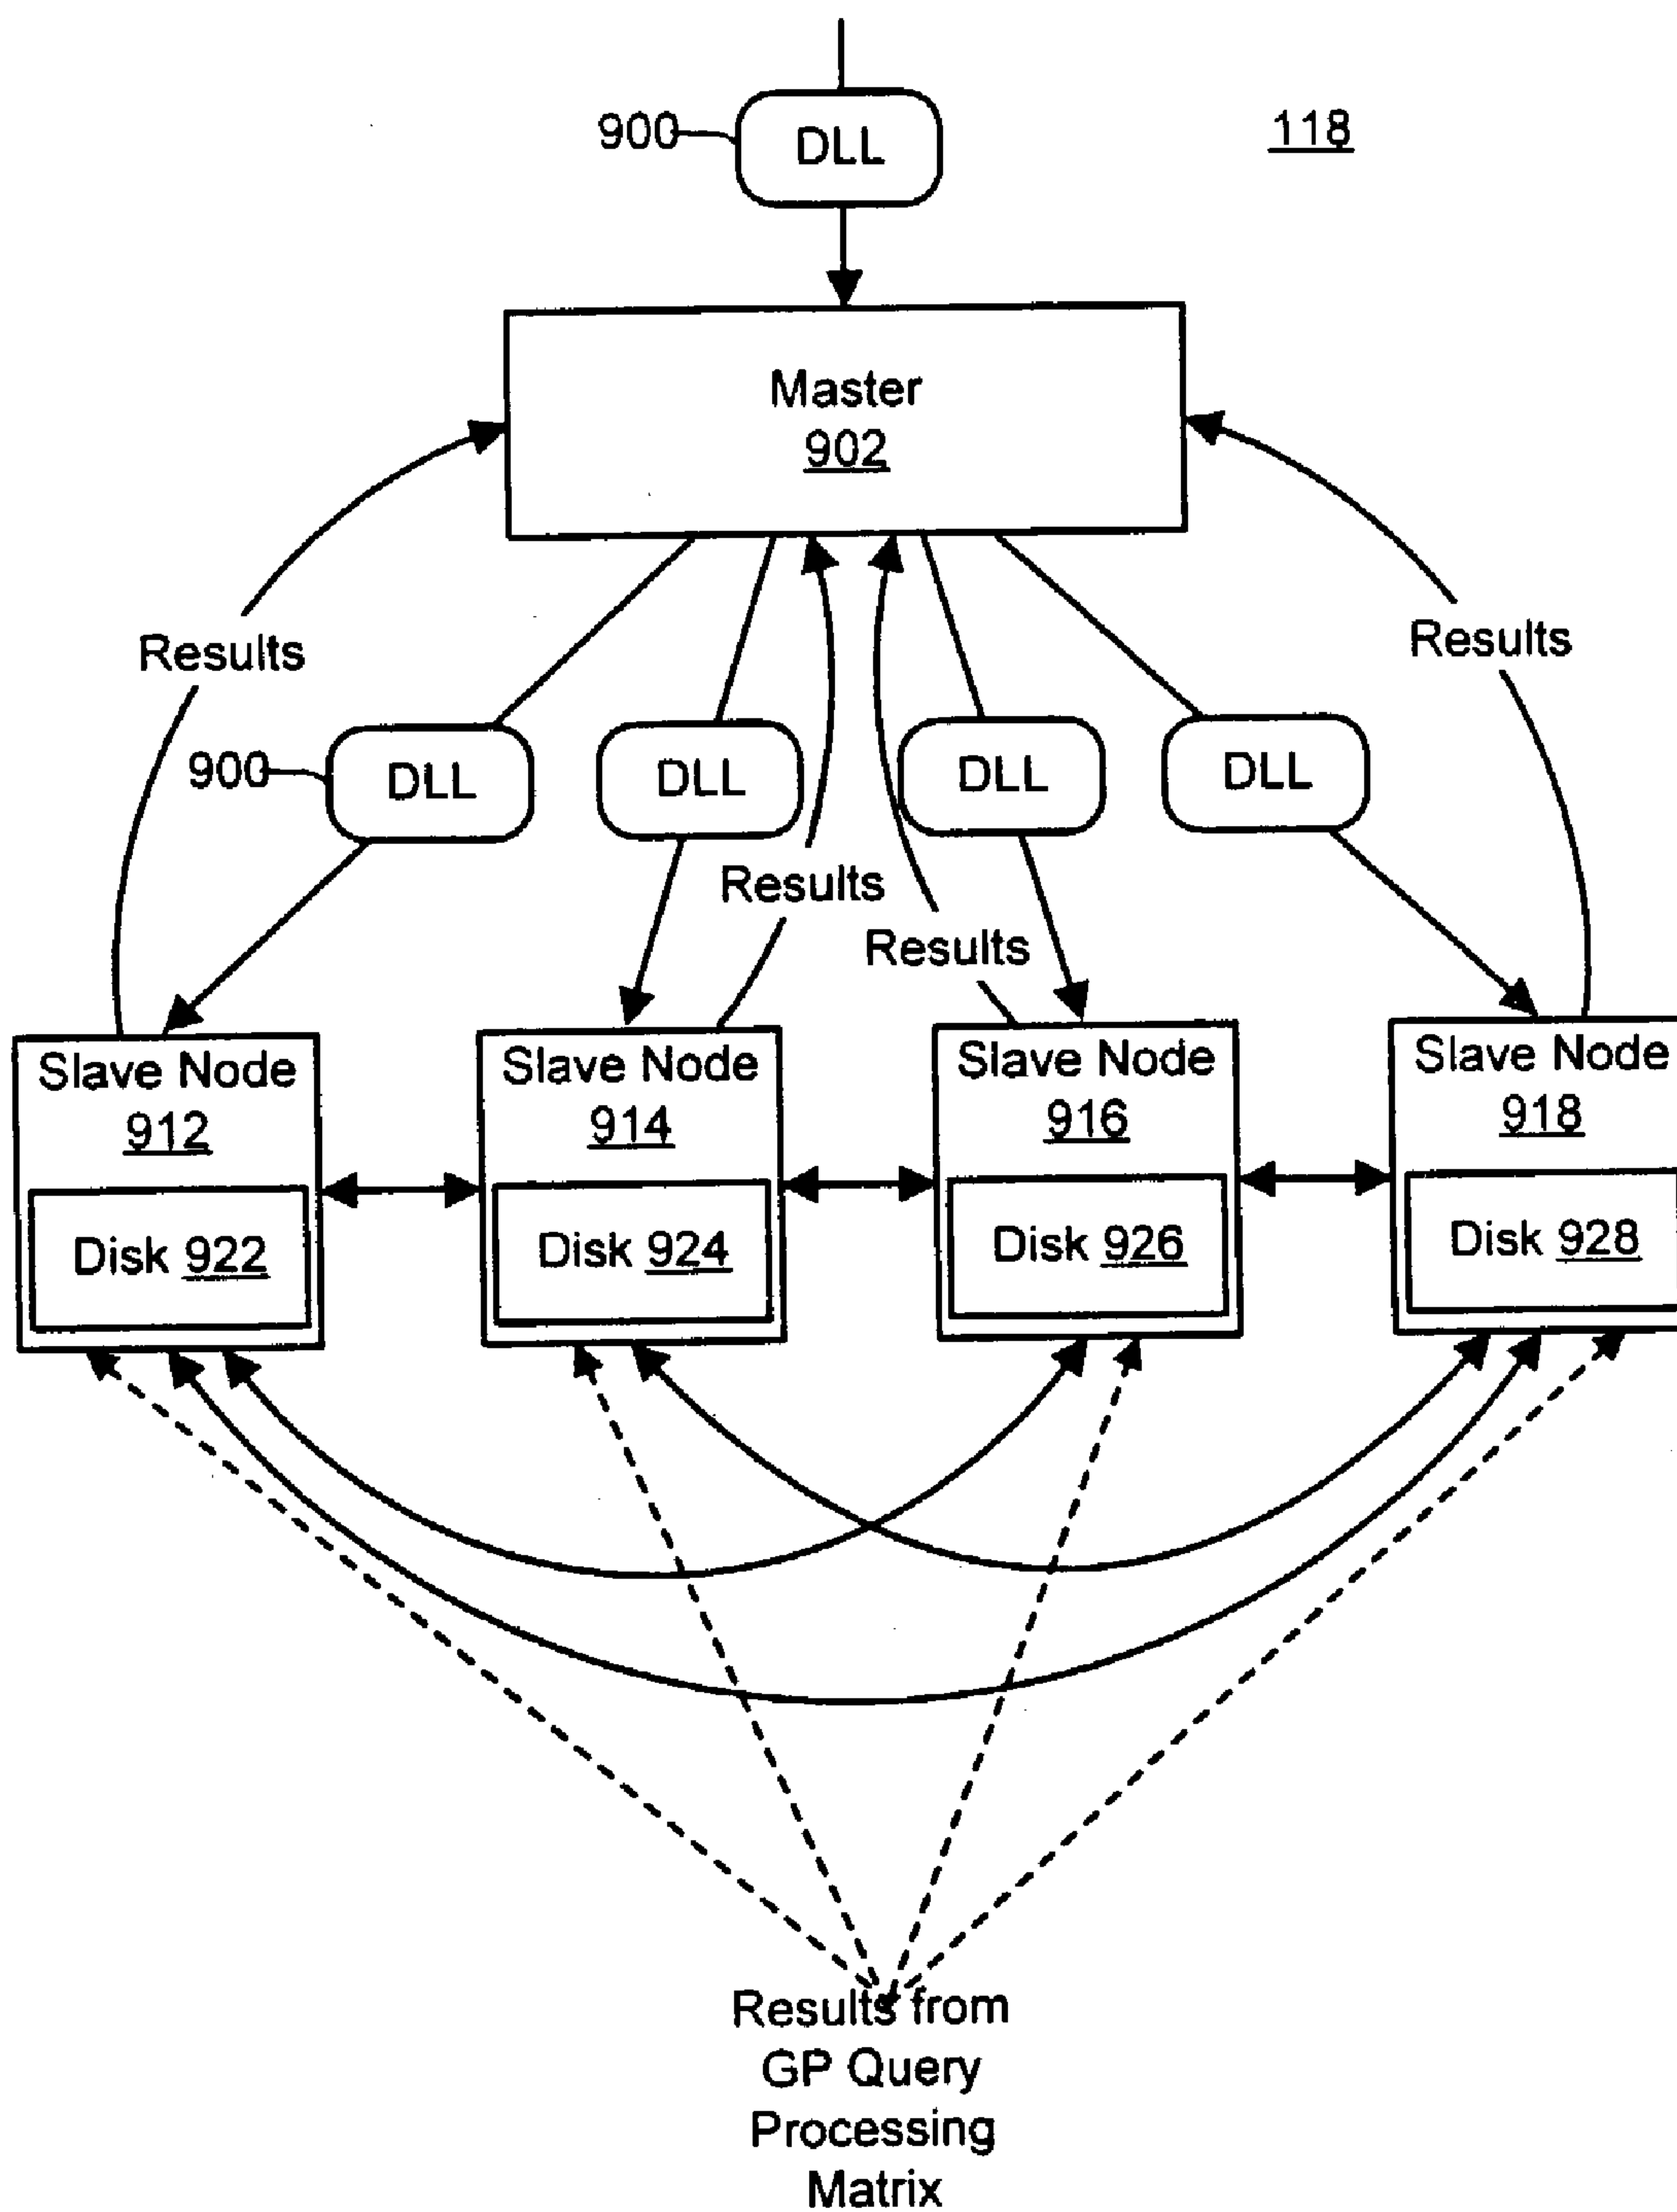 900
DLL
118
Master
902
Results
Results
900
DLL
DLL
DLL
DLL
Results
Results
Slave Node
912
Slave Node
914
Slave Node
916
Slave Node
918
Disk 922
Disk 924
Disk 926
Disk 928
Results from
GP Query
Processing
Matrix